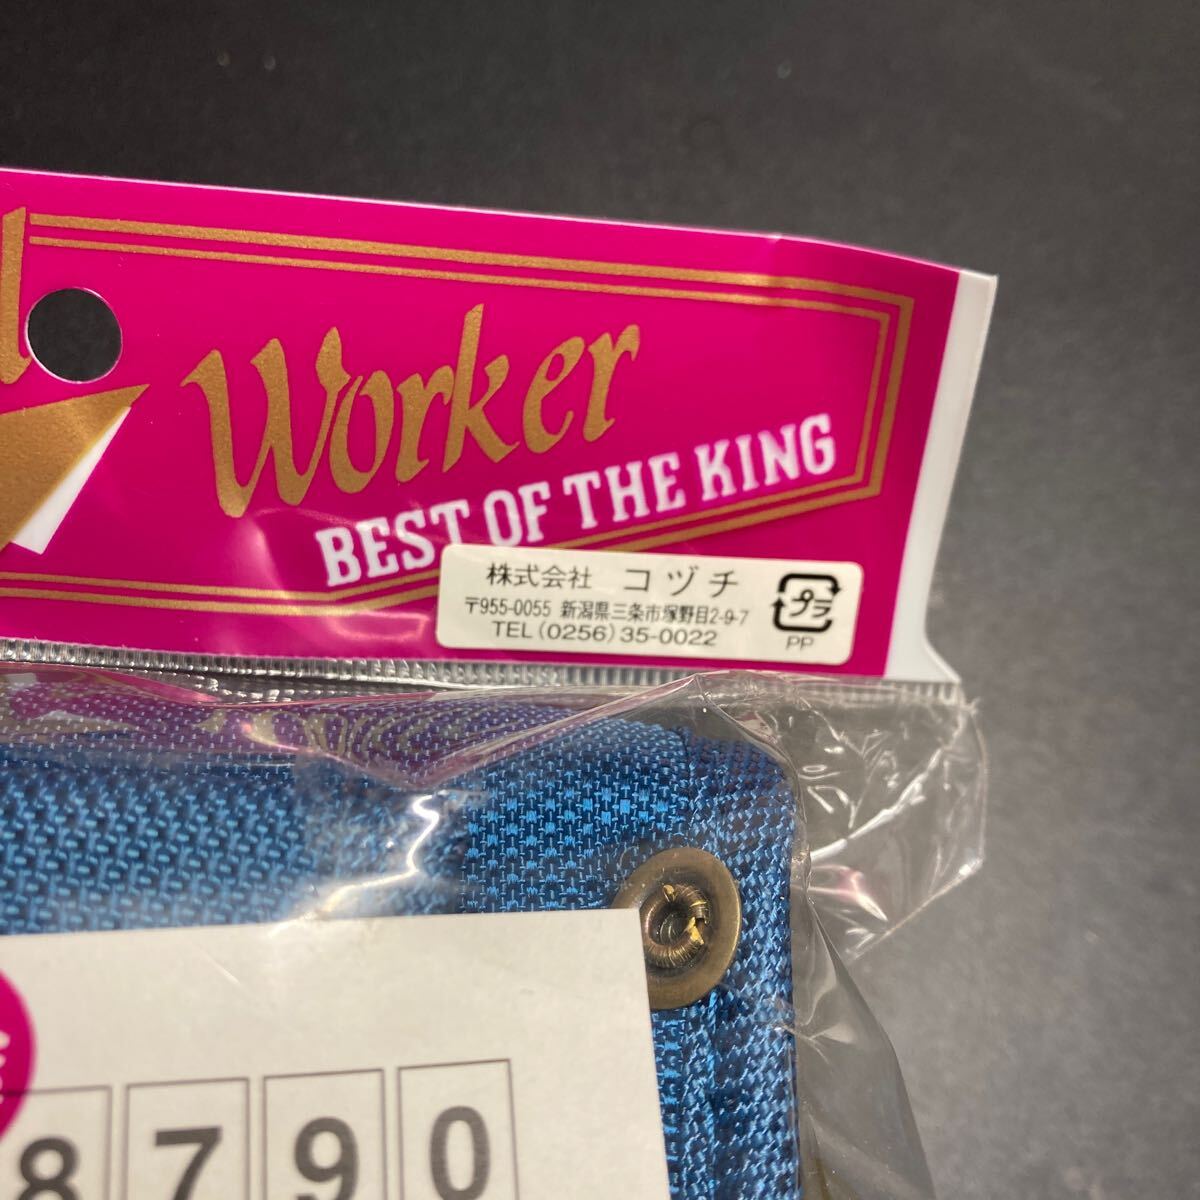 Worker
BEST OF THE KING
株式会社 コヅチ
〒955-0055 新潟県三条市塚野目2-9-7
TEL(0256)35-0022
プラ
PP
8790